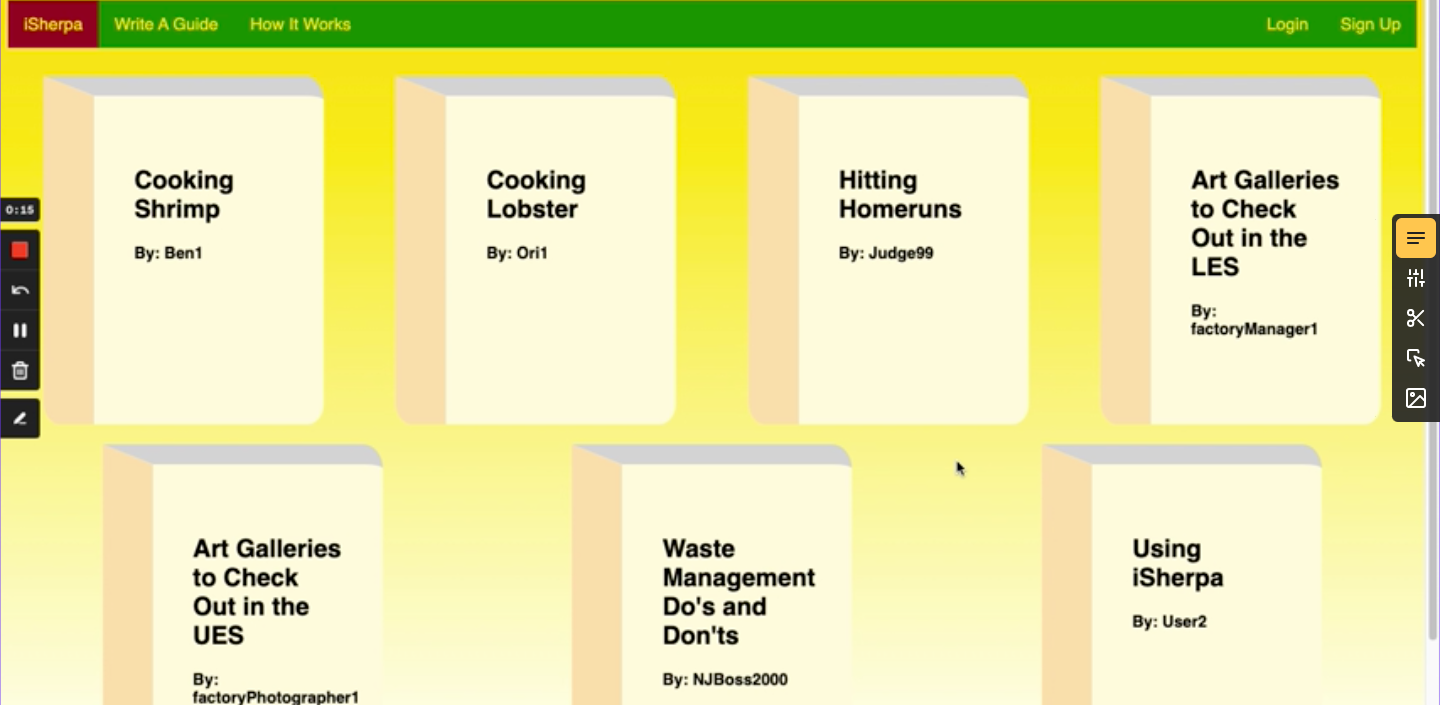 iSherpa
Write A Guide
How It Works
Login
Sign Up
Cooking
Shrimp
By: Ben1
Cooking
Lobster
By: Ori1
Hitting
Homeruns
By: Judge99
Art Galleries
to Check
Out in the
LES
By:
factoryManager1
0:15
Art Galleries
to Check
Out in the
UES
By:
factoryPhotographer1
Waste
Management
Do's and
Don'ts
By: NJBoss2000
Using
iSherpa
By: User2